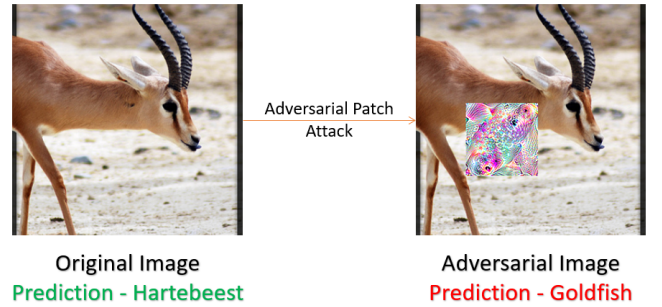 Adversarial Patch
Attack
Original Image
Prediction - Hartebeest
Adversarial Image
Prediction - Goldfish